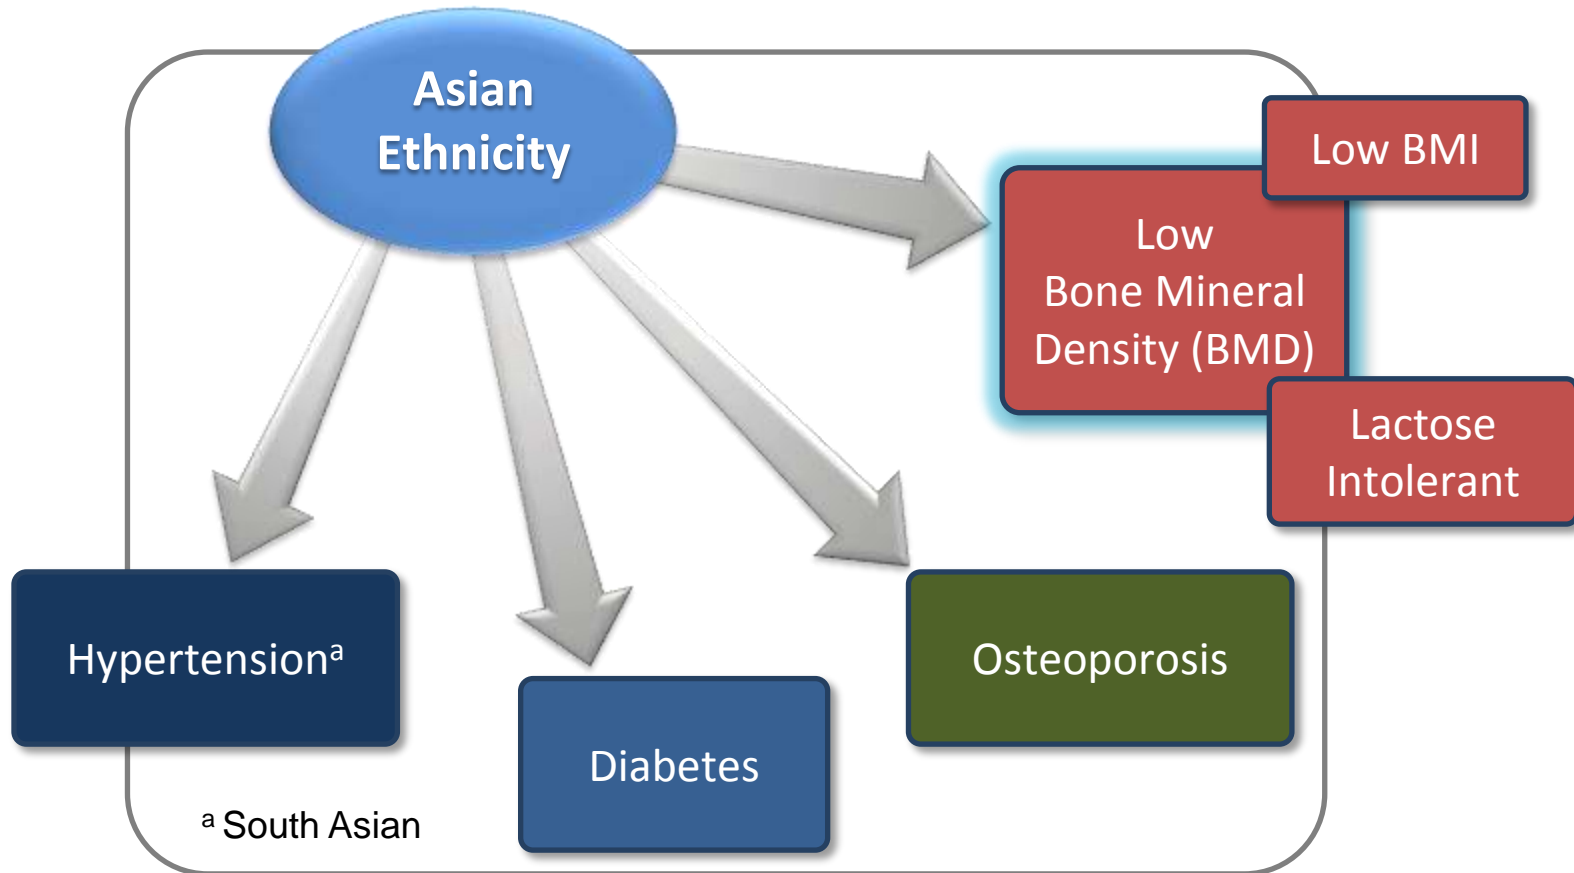 Asian
Ethnicity
Low BMI
Low
Bone Mineral
Density (BMD)
Lactose
Intolerant
Hypertensionᵃ
Osteoporosis
Diabetes
ᵃ South Asian